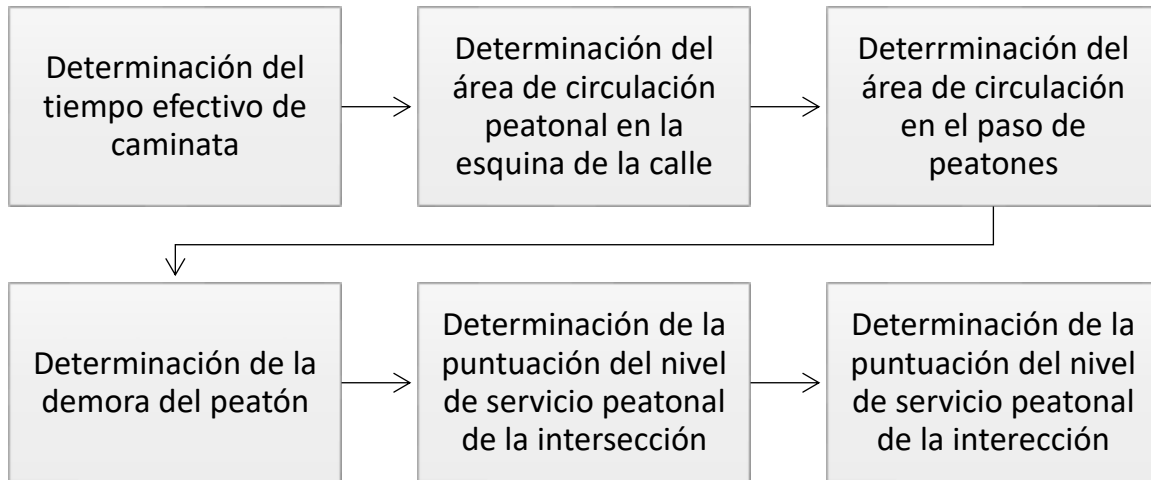 Determinación del
tiempo efectivo de
caminata
Determinación del
área de circulación
peatonal en la
esquina de la calle
Deterrminación del
área de circulación
en el paso de
peatones
Determinación de la
demora del peatón
Determinación de la
puntuación del nivel
de servicio peatonal
de la intersección
Determinación de la
puntuación del nivel
de servicio peatonal
de la interección